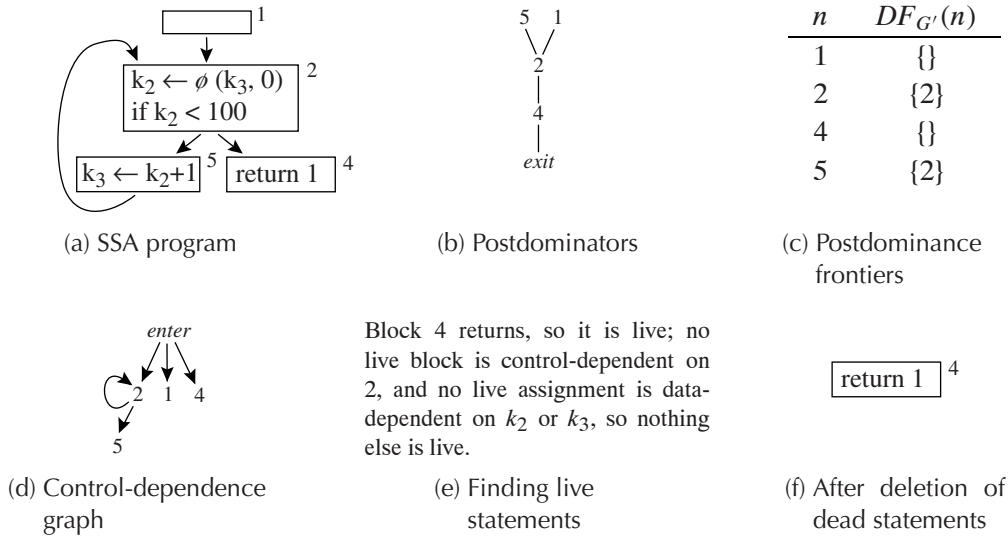 1
k₂ ← ϕ (k₃, 0)
if k₂ < 100
2
k₃ ← k₂+1
5
return 1
4
(a) SSA program
5 1
2
4
exit
(b) Postdominators
n DF_G′(n)
1 {}
2 {2}
4 {}
5 {2}
(c) Postdominance
frontiers
enter
2 1 4
5
(d) Control-dependence
graph
Block 4 returns, so it is live; no
live block is control-dependent on
2, and no live assignment is data-
dependent on k₂ or k₃, so nothing
else is live.
(e) Finding live
statements
return 1
4
(f) After deletion of
dead statements